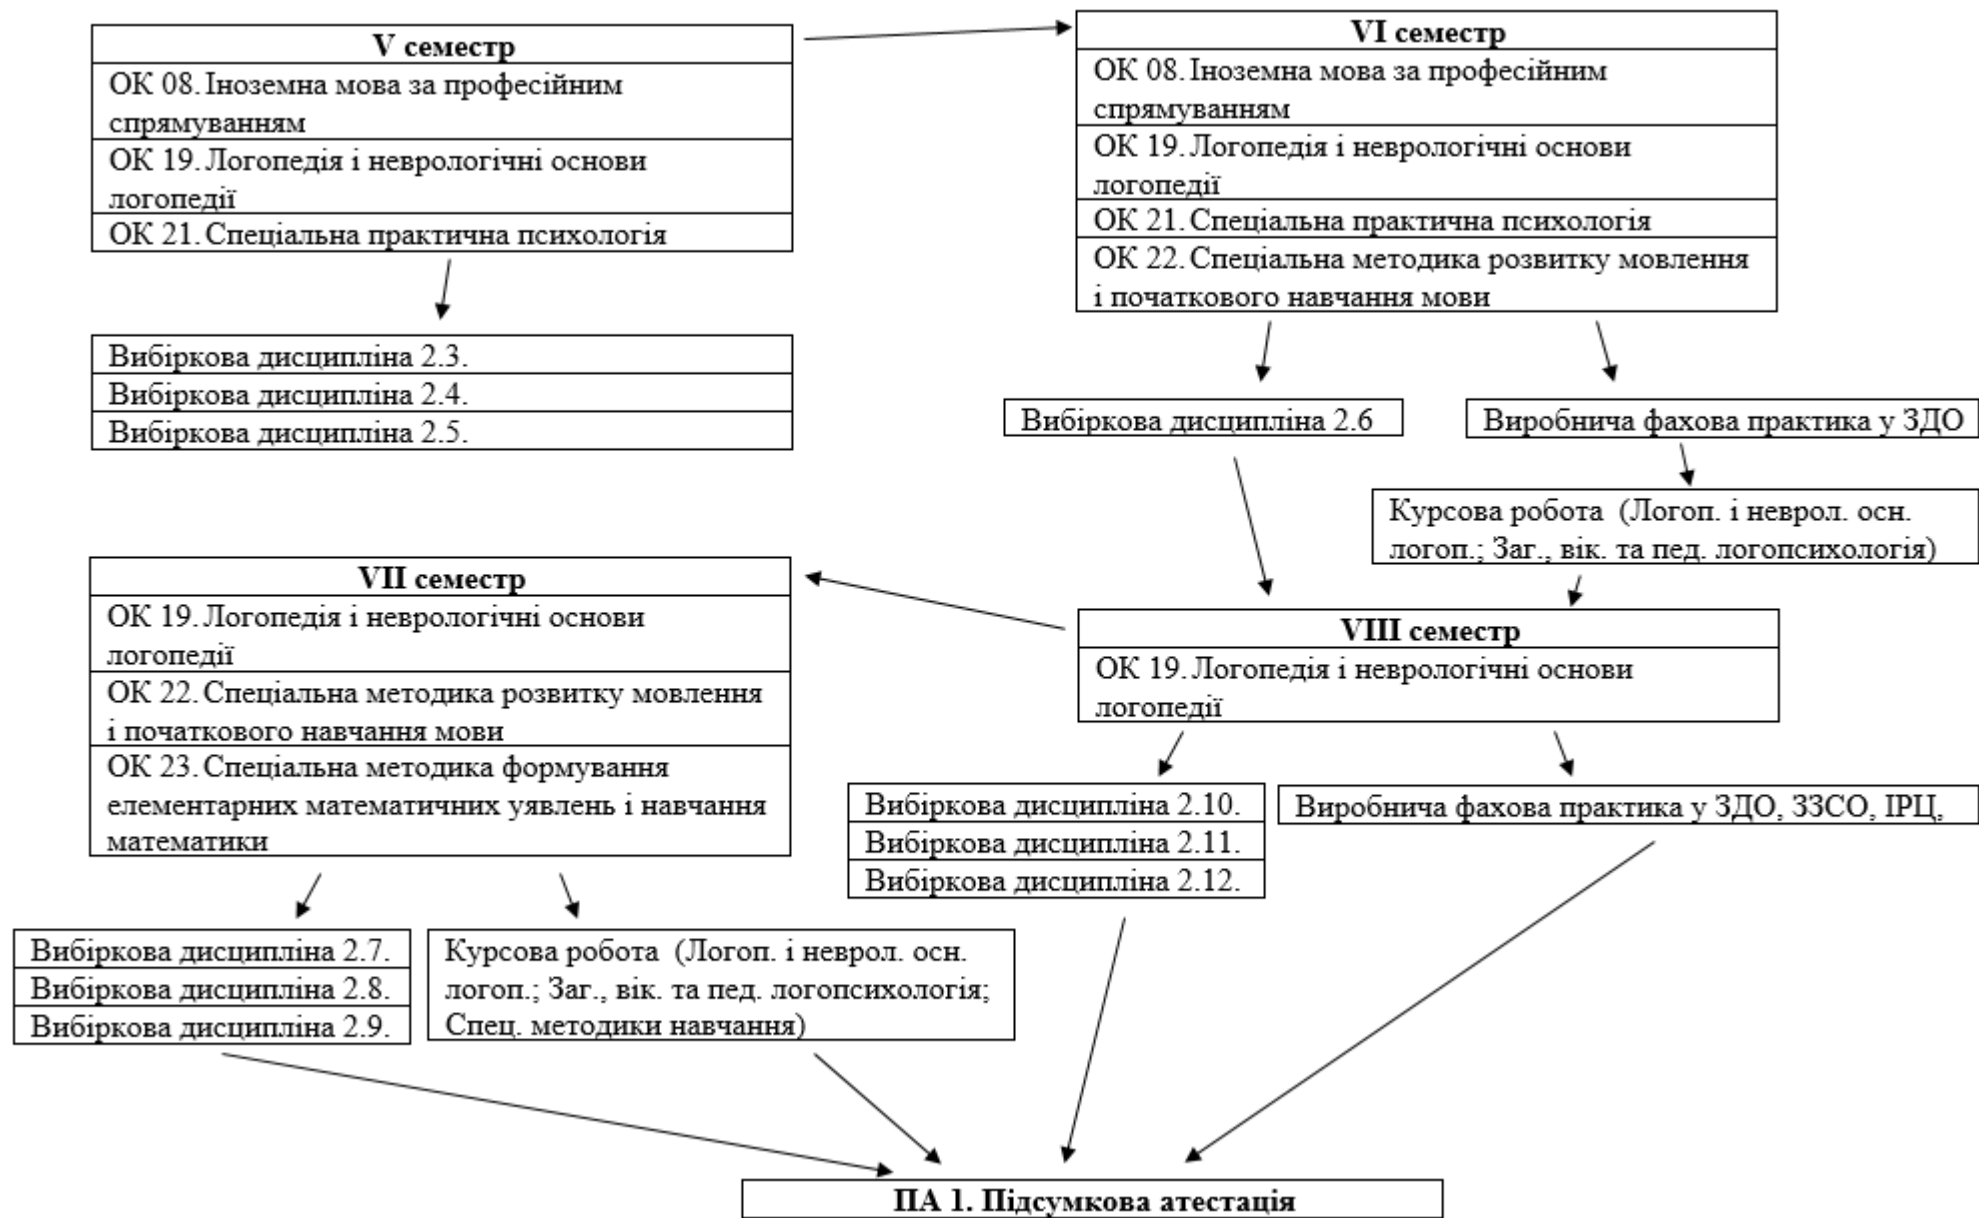 V семестр
ОК 08. Іноземна мова за професійним
спрямуванням
ОК 19. Логопедія і неврологічні основи
логопедії
ОК 21. Спеціальна практична психологія
Вибіркова дисципліна 2.3.
Вибіркова дисципліна 2.4.
Вибіркова дисципліна 2.5.
VI семестр
ОК 08. Іноземна мова за професійним
спрямуванням
ОК 19. Логопедія і неврологічні основи
логопедії
ОК 21. Спеціальна практична психологія
ОК 22. Спеціальна методика розвитку мовлення
і початкового навчання мови
Вибіркова дисципліна 2.6
Виробнича фахова практика у ЗДО
Курсова робота (Логоп. і неврол. осн.
логоп.; Заг., вік. та пед. логопсихологія)
VII семестр
ОК 19. Логопедія і неврологічні основи
логопедії
ОК 22. Спеціальна методика розвитку мовлення
і початкового навчання мови
ОК 23. Спеціальна методика формування
елементарних математичних уявлень і навчання
математики
VIII семестр
ОК 19. Логопедія і неврологічні основи
логопедії
Вибіркова дисципліна 2.10.
Вибіркова дисципліна 2.11.
Вибіркова дисципліна 2.12.
Виробнича фахова практика у ЗДО, ЗЗСО, ІРЦ,
Вибіркова дисципліна 2.7.
Вибіркова дисципліна 2.8.
Вибіркова дисципліна 2.9.
Курсова робота (Логоп. і неврол. осн.
логоп.; Заг., вік. та пед. логопсихологія;
Спец. методики навчання)
ПА 1. Підсумкова атестація